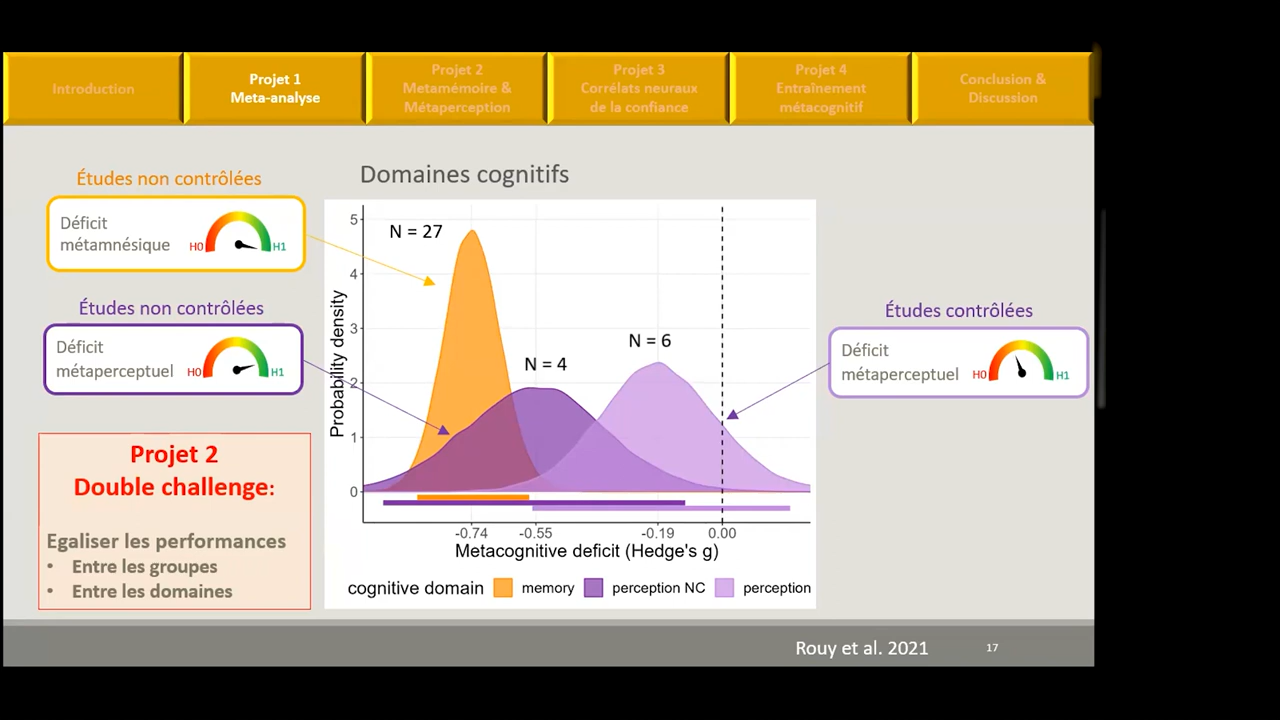 Introduction
Projet 1
Meta-analyse
Projet 2
Metamémoire &
Métaperception
Projet 3
Corrélats neuraux
de la confiance
Projet 4
Entraînement
métacognitif
Conclusion &
Discussion
Études non contrôlées
Déficit
métamnésique
H0
H1
Études non contrôlées
Déficit
métaperceptuel
H0
H1
Projet 2
Double challenge:
Egaliser les performances
• Entre les groupes
• Entre les domaines
Domaines cognitifs
N = 27
N = 4
N = 6
Probability density
5
4
3
2
1
0
-0.74
-0.55
-0.19
0.00
Metacognitive deficit (Hedge's g)
cognitive domain
memory
perception NC
perception
Études contrôlées
Déficit
métaperceptuel
H0
H1
Rouy et al. 2021
17